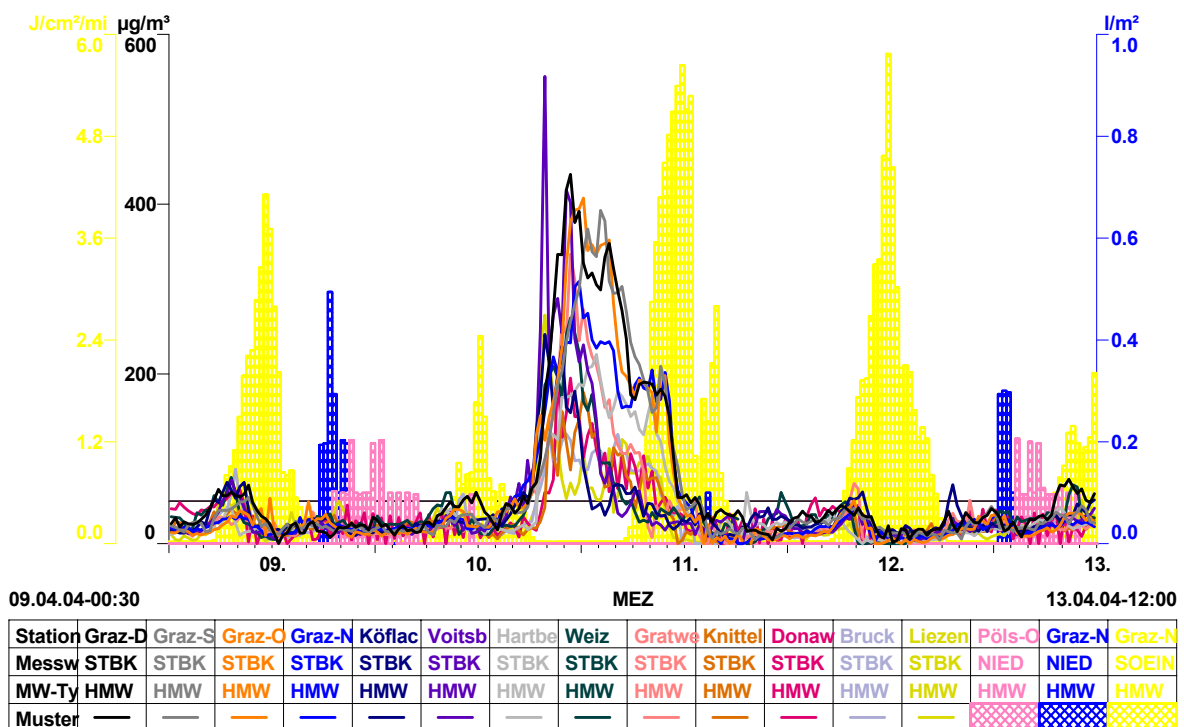 J/cm²/mi µg/m³ l/m²
6.0 600 1.0
4.8 0.8
400
3.6 0.6
2.4 0.4
200
1.2 0.2
0.0 0 0.0
09. 10. 11. 12. 13.
09.04.04-00:30 MEZ 13.04.04-12:00
Station Graz-D Graz-S Graz-O Graz-N Köflac Voitsb Hartbe Weiz Gratwe Knittel Donaw Bruck Liezen Pöls-O Graz-N Graz-N
Messw STBK STBK STBK STBK STBK STBK STBK STBK STBK STBK STBK STBK STBK NIED NIED SOEIN
MW-Ty HMW HMW HMW HMW HMW HMW HMW HMW HMW HMW HMW HMW HMW HMW HMW HMW
Muster